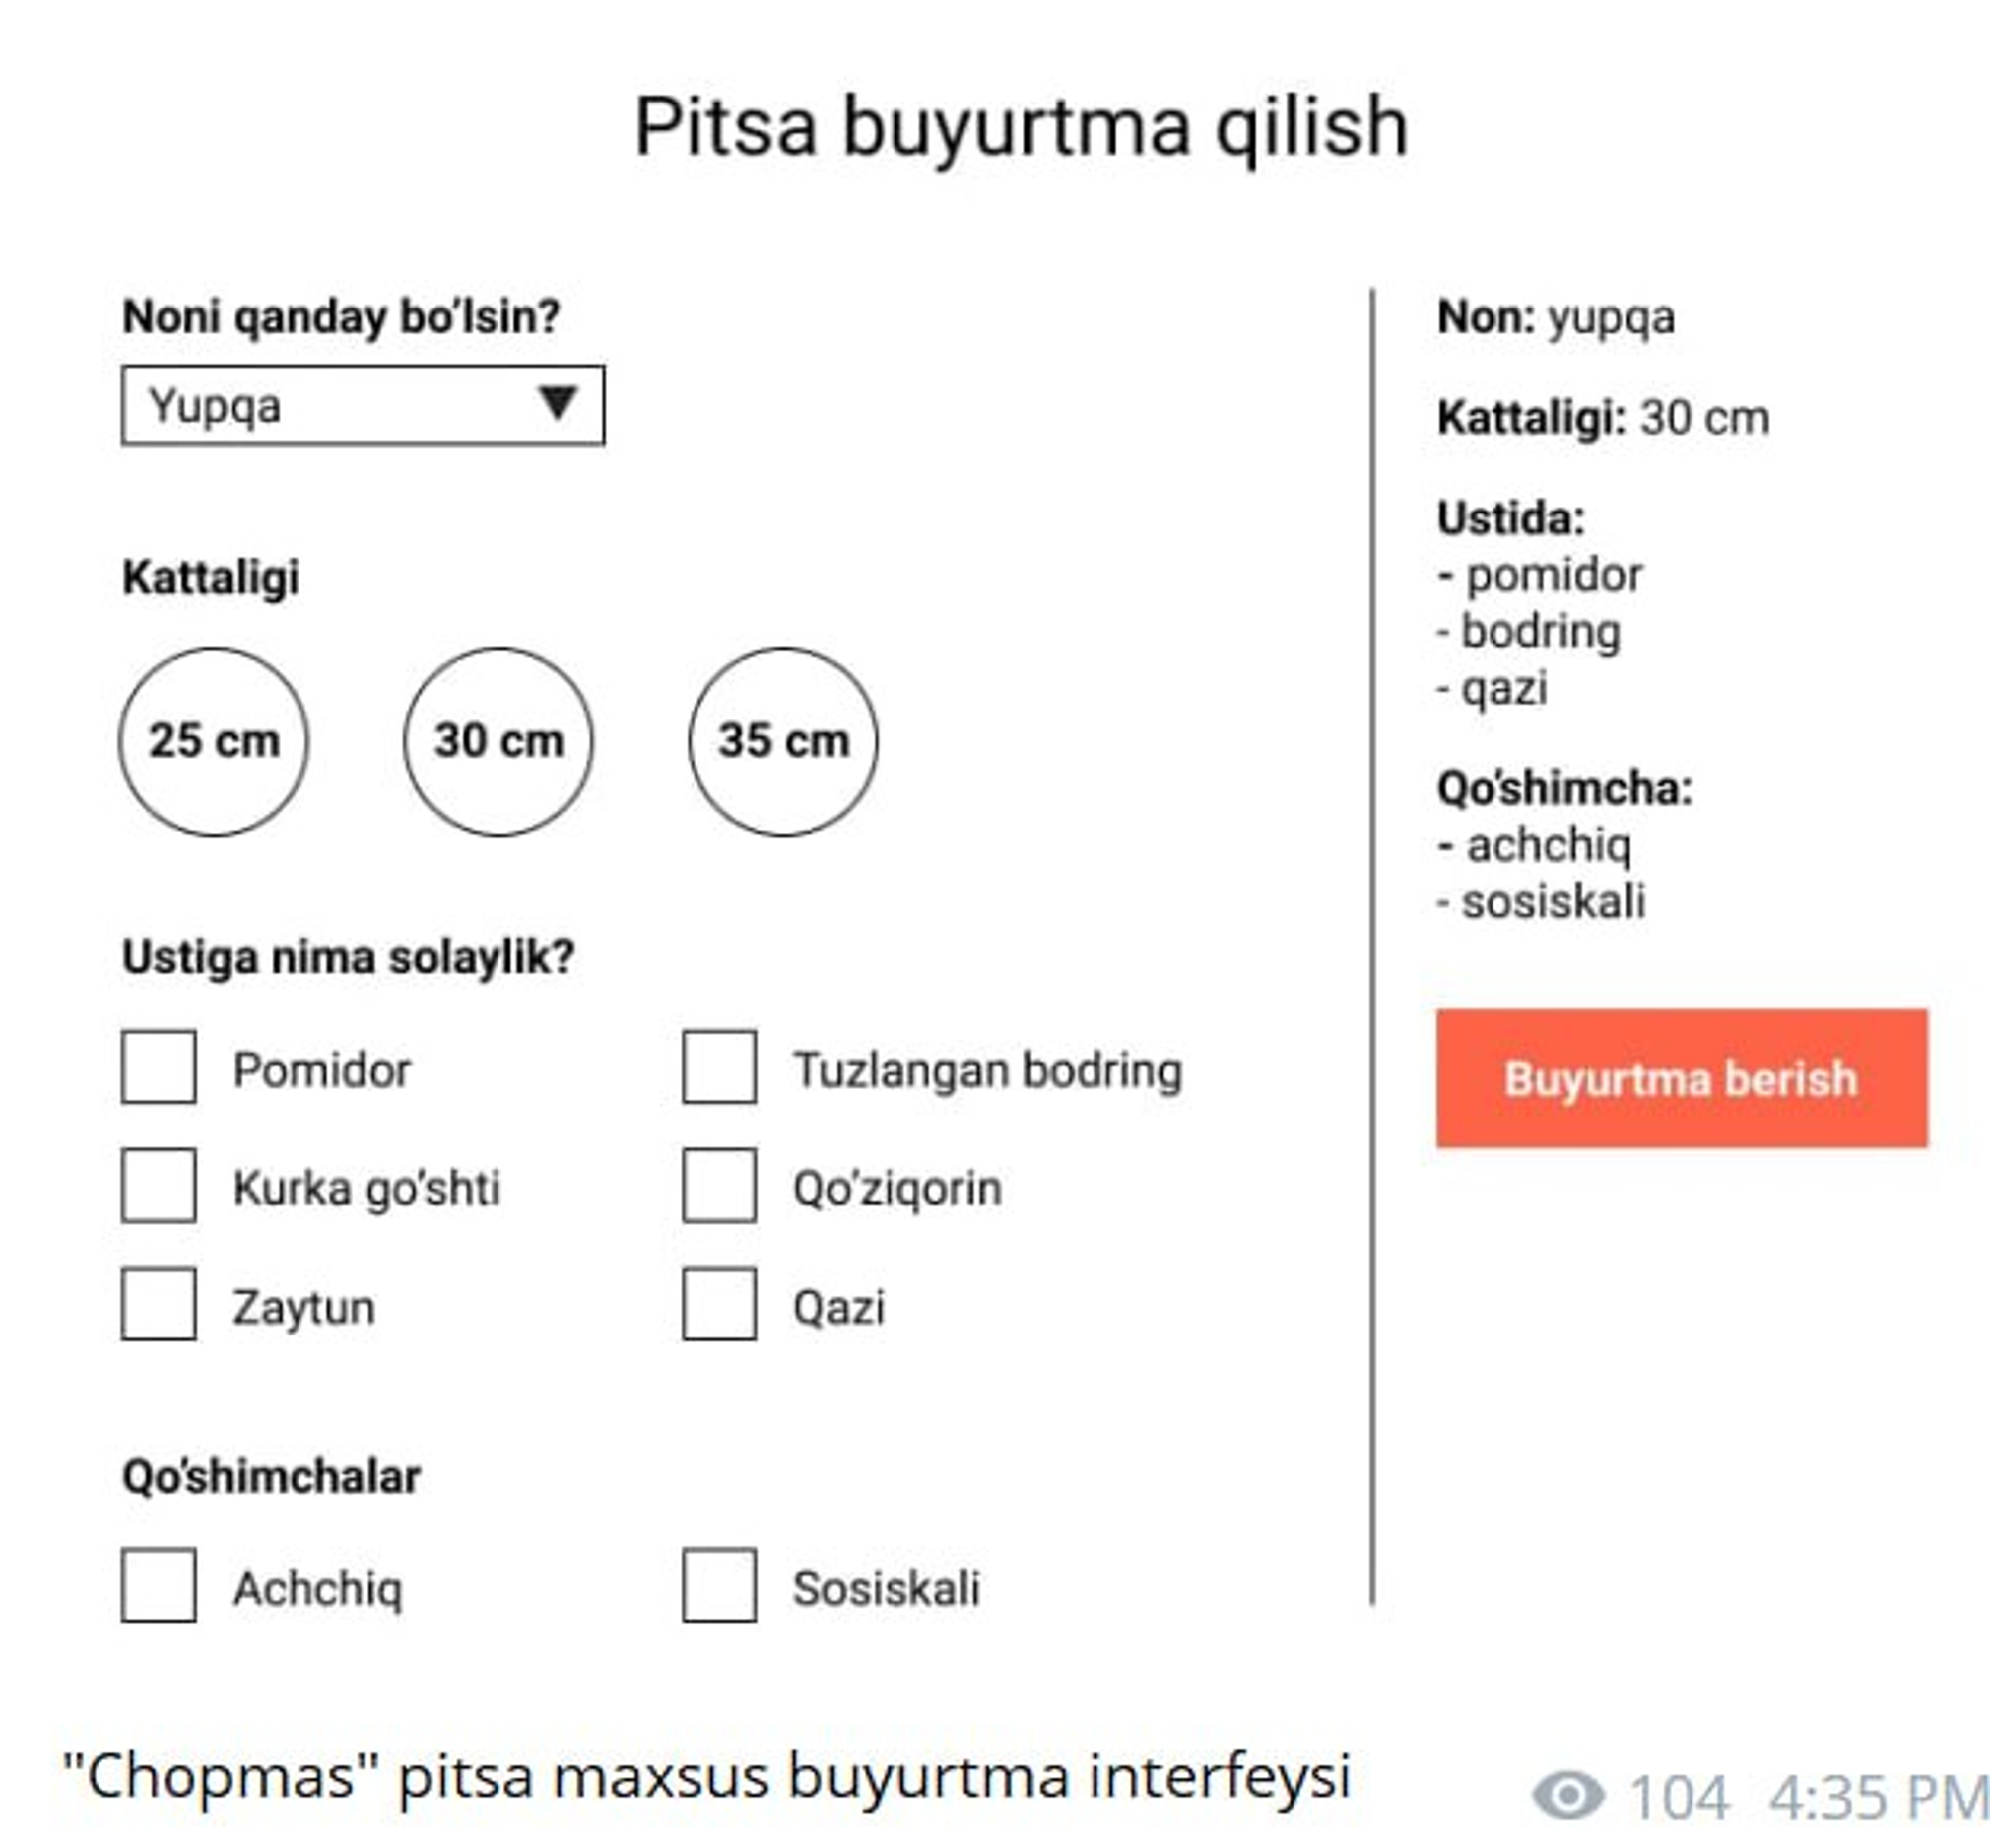 Pitsa buyurtma qilish
Noni qanday bo'lsin?
Yupqa
Kattaligi
25 cm 30 cm 35 cm
Ustiga nima solaylik?
Pomidor Tuzlangan bodring
Kurka go'shti Qo'ziqorin
Zaytun Qazi
Qo'shimchalar
Achchiq Sosiskali
Non: yupqa
Kattaligi: 30 cm
Ustida:
- pomidor
- bodring
- qazi
Qo'shimcha:
- achchiq
- sosiskali
Buyurtma berish
"Chopmas" pitsa maxsus buyurtma interfeysi
104 4:35 PM